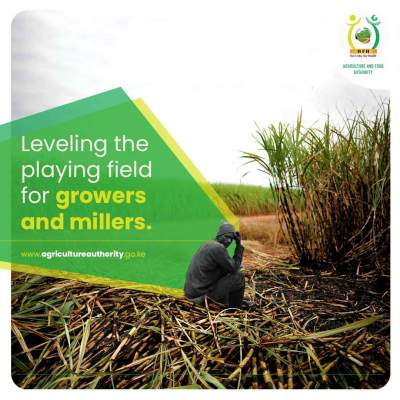 AFA
AGRICULTURE AND FOOD
AUTHORITY
Leveling the
playing field
for growers
and millers.
www.agricultureauthority.go.ke